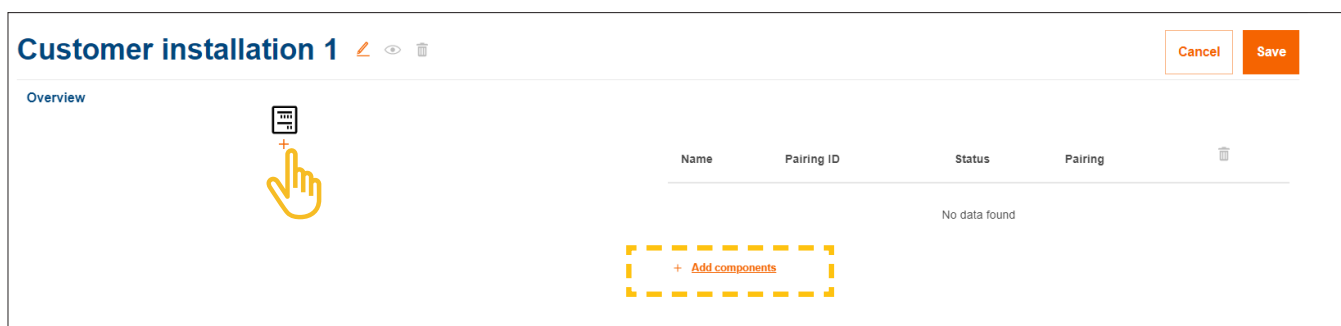 Customer installation 1
Cancel
Save
Overview
Name Pairing ID Status Pairing
No data found
+ Add components